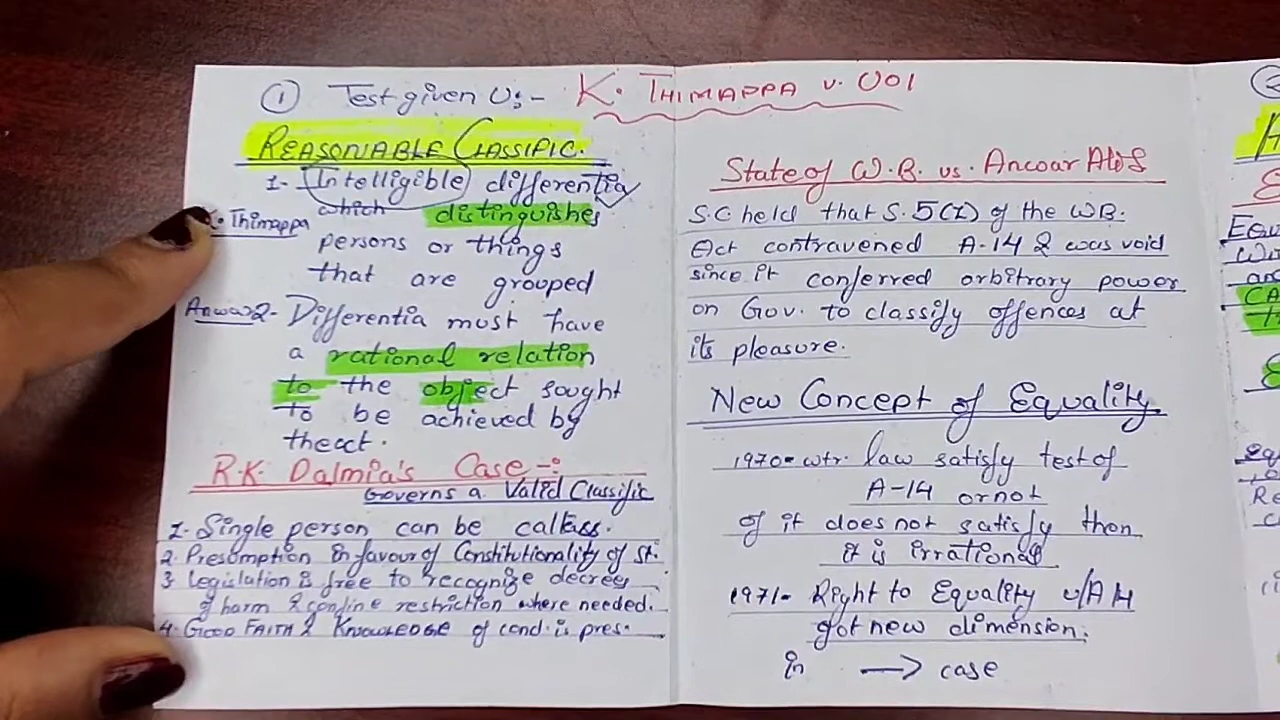 ① Test given U:- K. THIMAPPA v. UOI
REASONABLE CLASSIFIC.
1- Intelligible differentia
K. Thimappa which distinguishes
persons or things
that are grouped
Anwar 2- Differentia must have
a rational relation
to the object sought
to be achieved by
the act.
R.K. Dalmia's Case -:
Governs a Valid Classific
1- Single person can be class.
2- Presumption in favour of Constitutionality of St.
3- legislation is free to recognize decrees
of harm & confine restriction where needed.
4- GOOD FAITH & KNOWLEDGE of cond. is pres.
State of W.B. vs. Anwar Ali S
S.C held that S. 5(1) of the WB.
Act contravened A-14 & was void
since it conferred orbitrary power
on Gov. to classify offences at
its pleasure.
New Concept of Equality
1970- wtr. law satisfy test of
A-14 or not
if it does not satisfy then
it is irrational
1971- Right to Equality u/A 14
got new dimension.
in → case